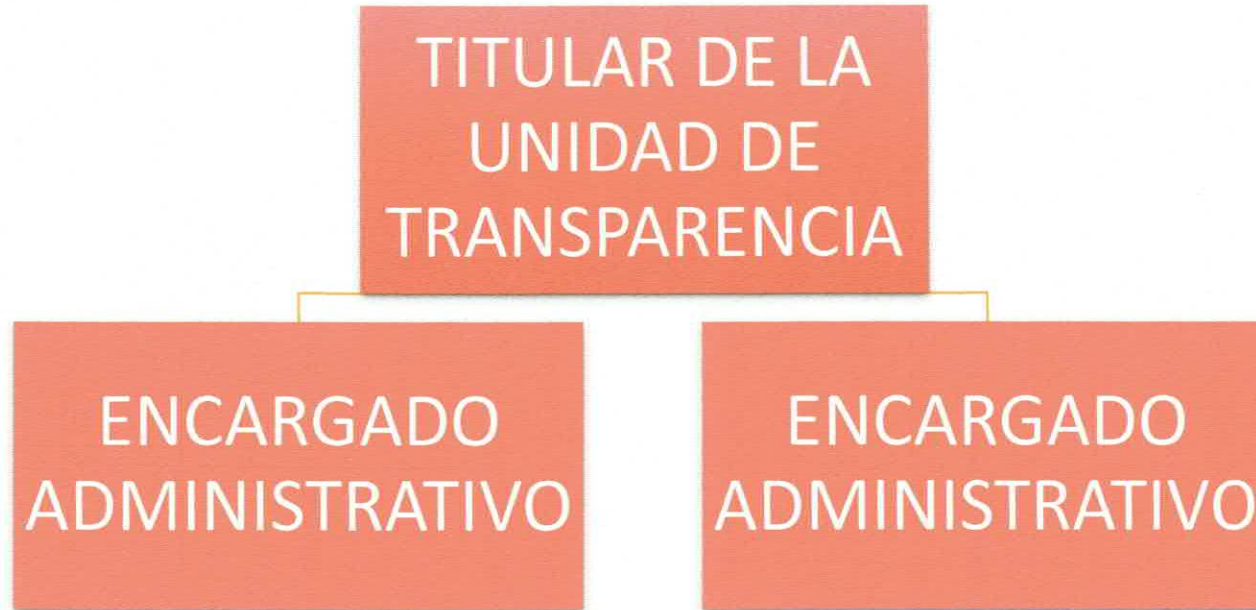 TITULAR DE LA
UNIDAD DE
TRANSPARENCIA
ENCARGADO
ADMINISTRATIVO
ENCARGADO
ADMINISTRATIVO